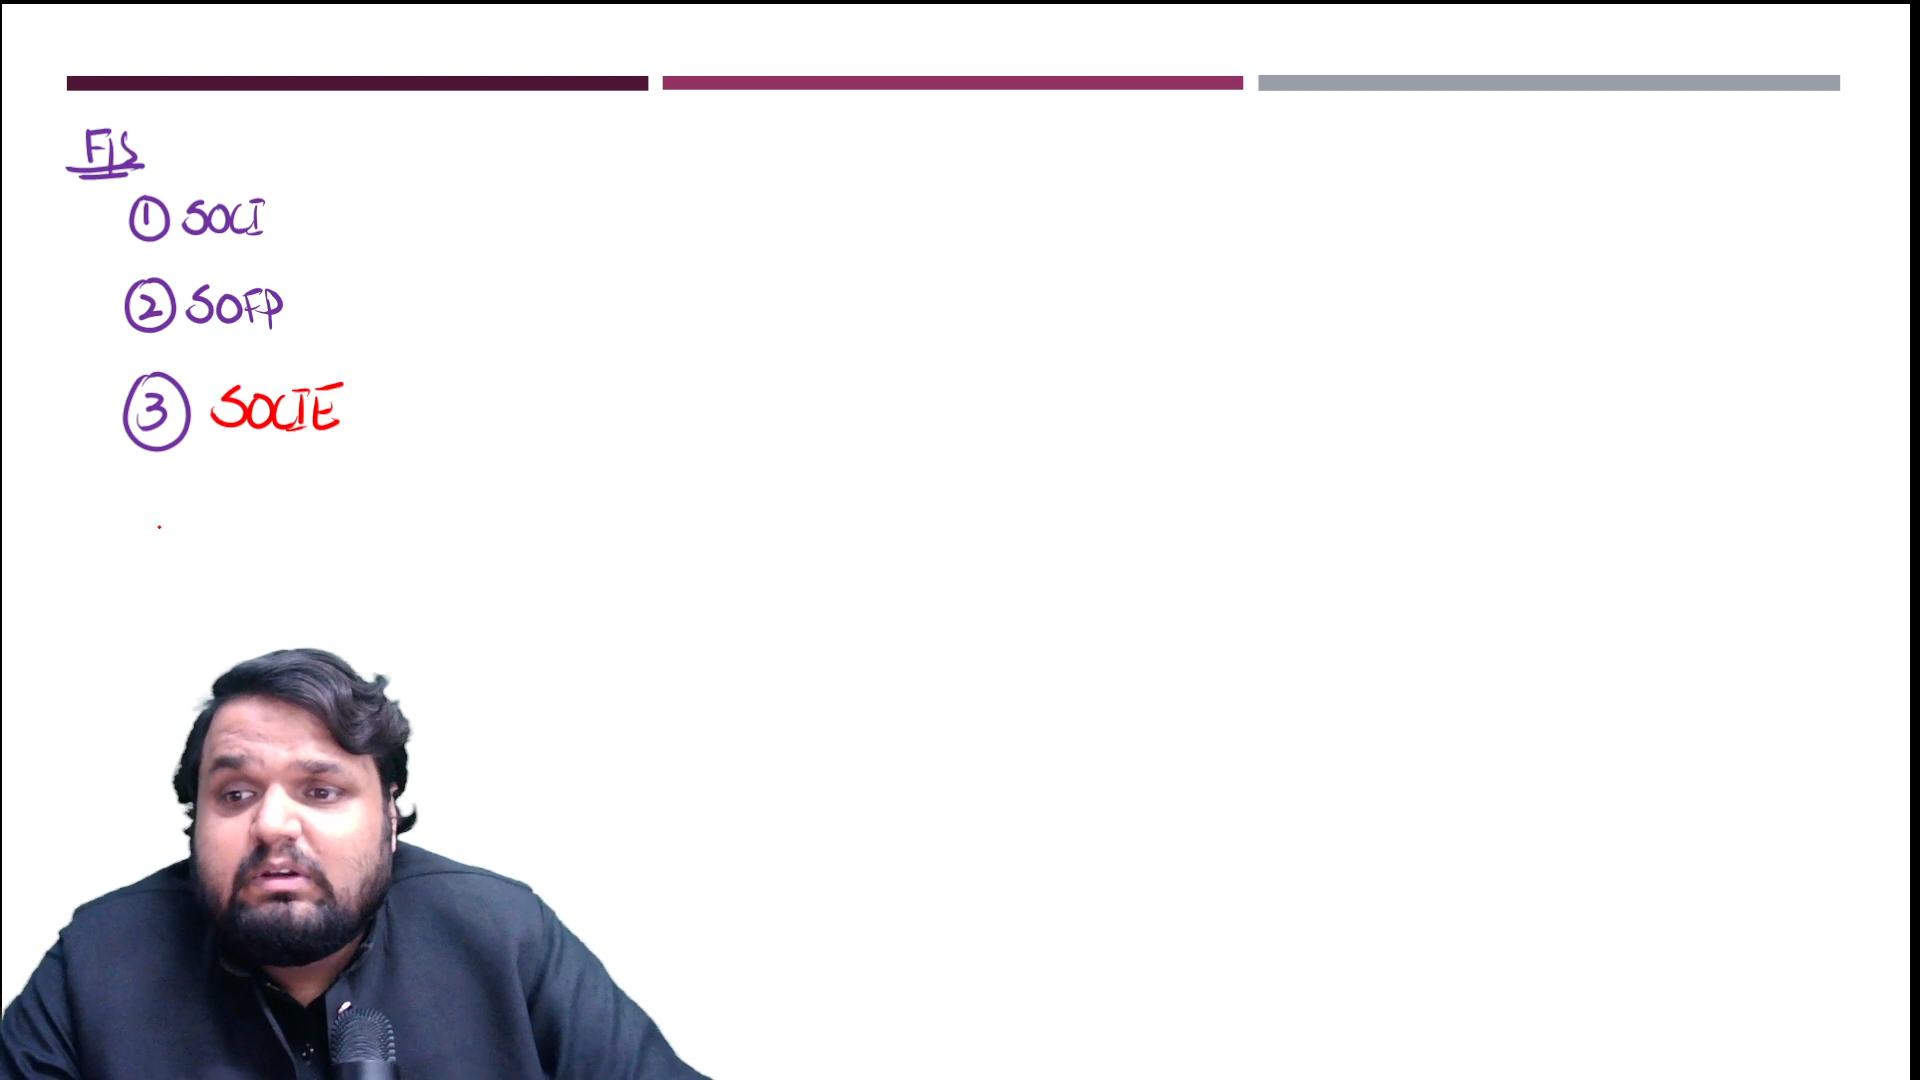 F/S
① SOCI
② SOFP
③ SOCIE